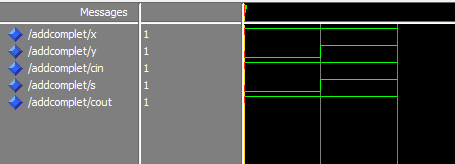 Messages
/addcomplet/x 1
/addcomplet/y 1
/addcomplet/cin 1
/addcomplet/s 1
/addcomplet/cout 1